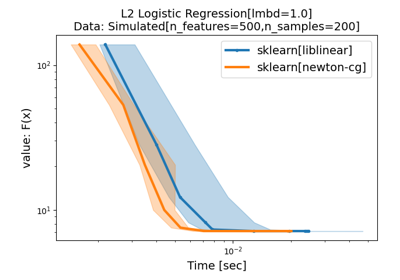 L2 Logistic Regression[lmbd=1.0]
Data: Simulated[n_features=500,n_samples=200]
sklearn[liblinear]
sklearn[newton-cg]
10²
10¹
value: F(x)
10⁻²
Time [sec]